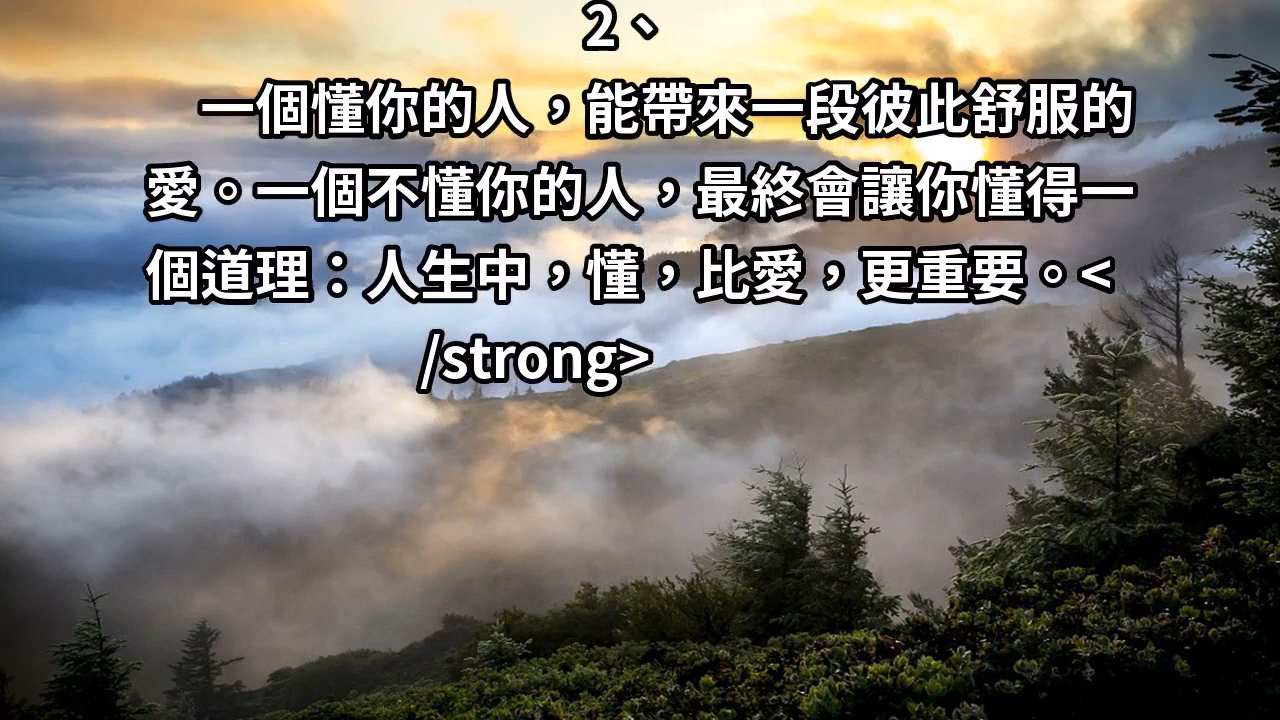 2、
一個懂你的人，能帶來一段彼此舒服的
愛。一個不懂你的人，最終會讓你懂得一
個道理：人生中，懂，比愛，更重要。<
/strong>